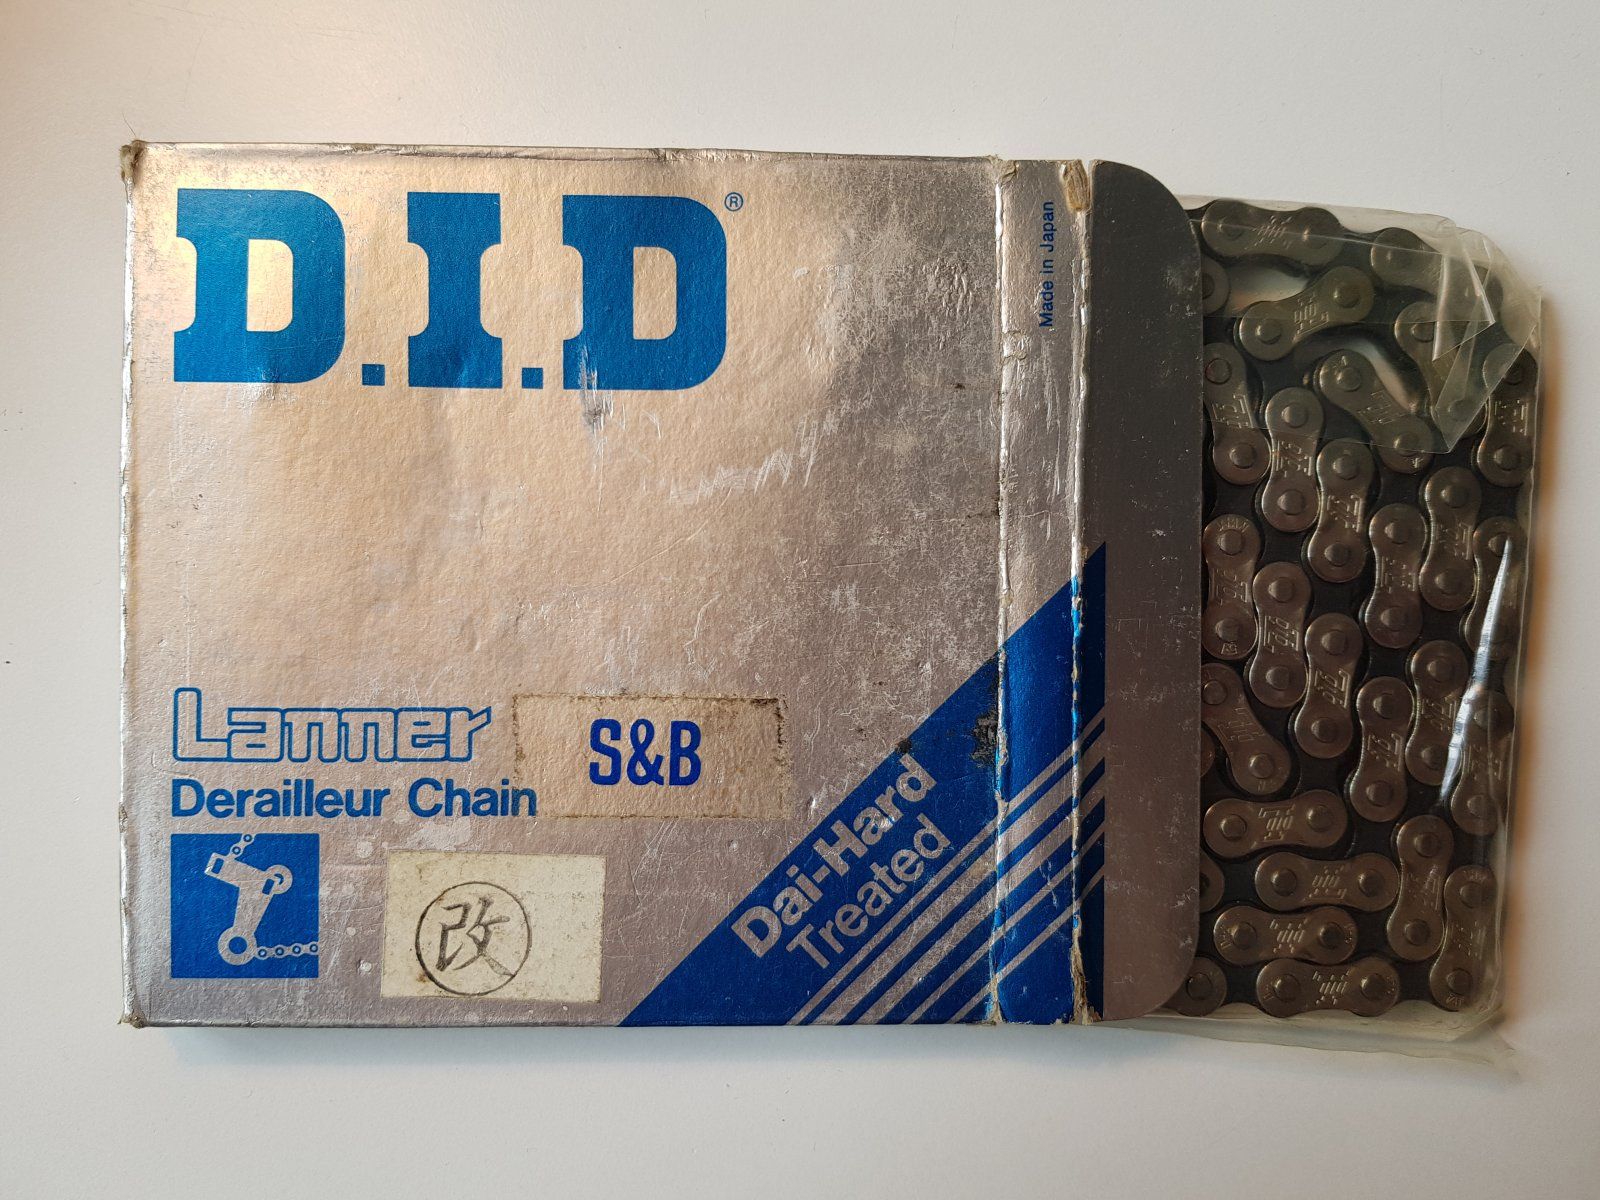 D.I.D®
Made in Japan
Lanner
Derailleur Chain
S&B
改
Dai-Hard
Treated